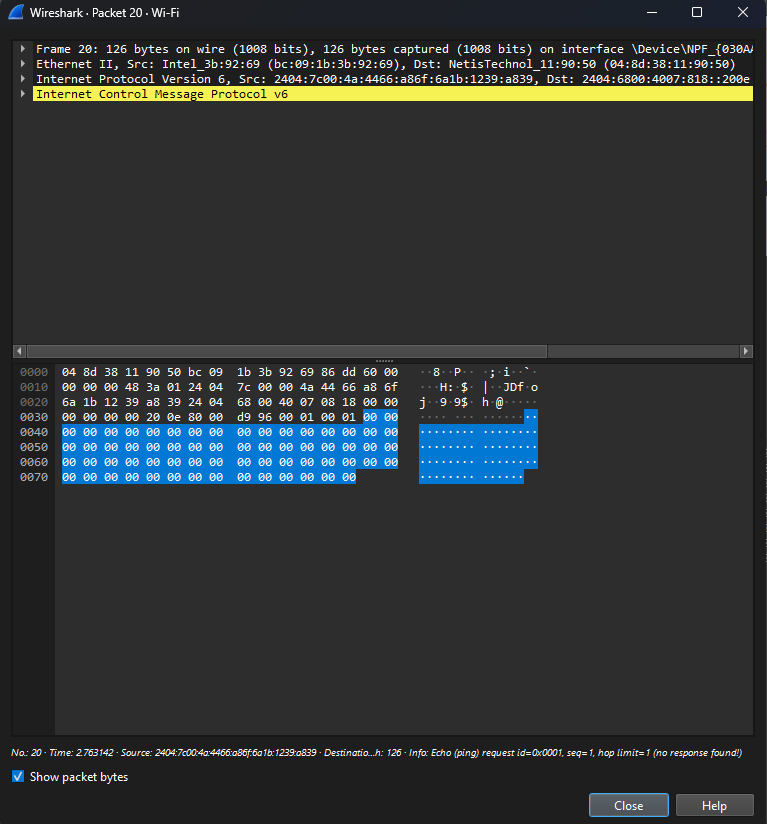 Wireshark · Packet 20 · Wi-Fi
Frame 20: 126 bytes on wire (1008 bits), 126 bytes captured (1008 bits) on interface \Device\NPF_{030A
Ethernet II, Src: Intel_3b:92:69 (bc:09:1b:3b:92:69), Dst: NetisTechnol_11:90:50 (04:8d:38:11:90:50)
Internet Protocol Version 6, Src: 2404:7c00:4a:4466:a86f:6a1b:1239:a839, Dst: 2404:6800:4007:818::200e
Internet Control Message Protocol v6
0000 04 8d 38 11 90 50 bc 09 1b 3b 92 69 86 dd 60 00 ··8··P·· ·;·i··`·
0010 00 00 00 48 3a 01 24 04 7c 00 00 4a 44 66 a8 6f ···H:·$· |··JDf·o
0020 6a 1b 12 39 a8 39 24 04 68 00 40 07 08 18 00 00 j··9·9$· h·@·····
0030 00 00 00 00 20 0e 80 00 d9 96 00 01 00 01 00 00 ···· ··· ········
0040 00 00 00 00 00 00 00 00 00 00 00 00 00 00 00 00 ········ ········
0050 00 00 00 00 00 00 00 00 00 00 00 00 00 00 00 00 ········ ········
0060 00 00 00 00 00 00 00 00 00 00 00 00 00 00 00 00 ········ ········
0070 00 00 00 00 00 00 00 00 00 00 00 00 00 00 ········ ······
No.: 20 · Time: 2.763142 · Source: 2404:7c00:4a:4466:a86f:6a1b:1239:a839 · Destinatio...h: 126 · Info: Echo (ping) request id=0x0001, seq=1, hop limit=1 (no response found!)
Show packet bytes
Close
Help